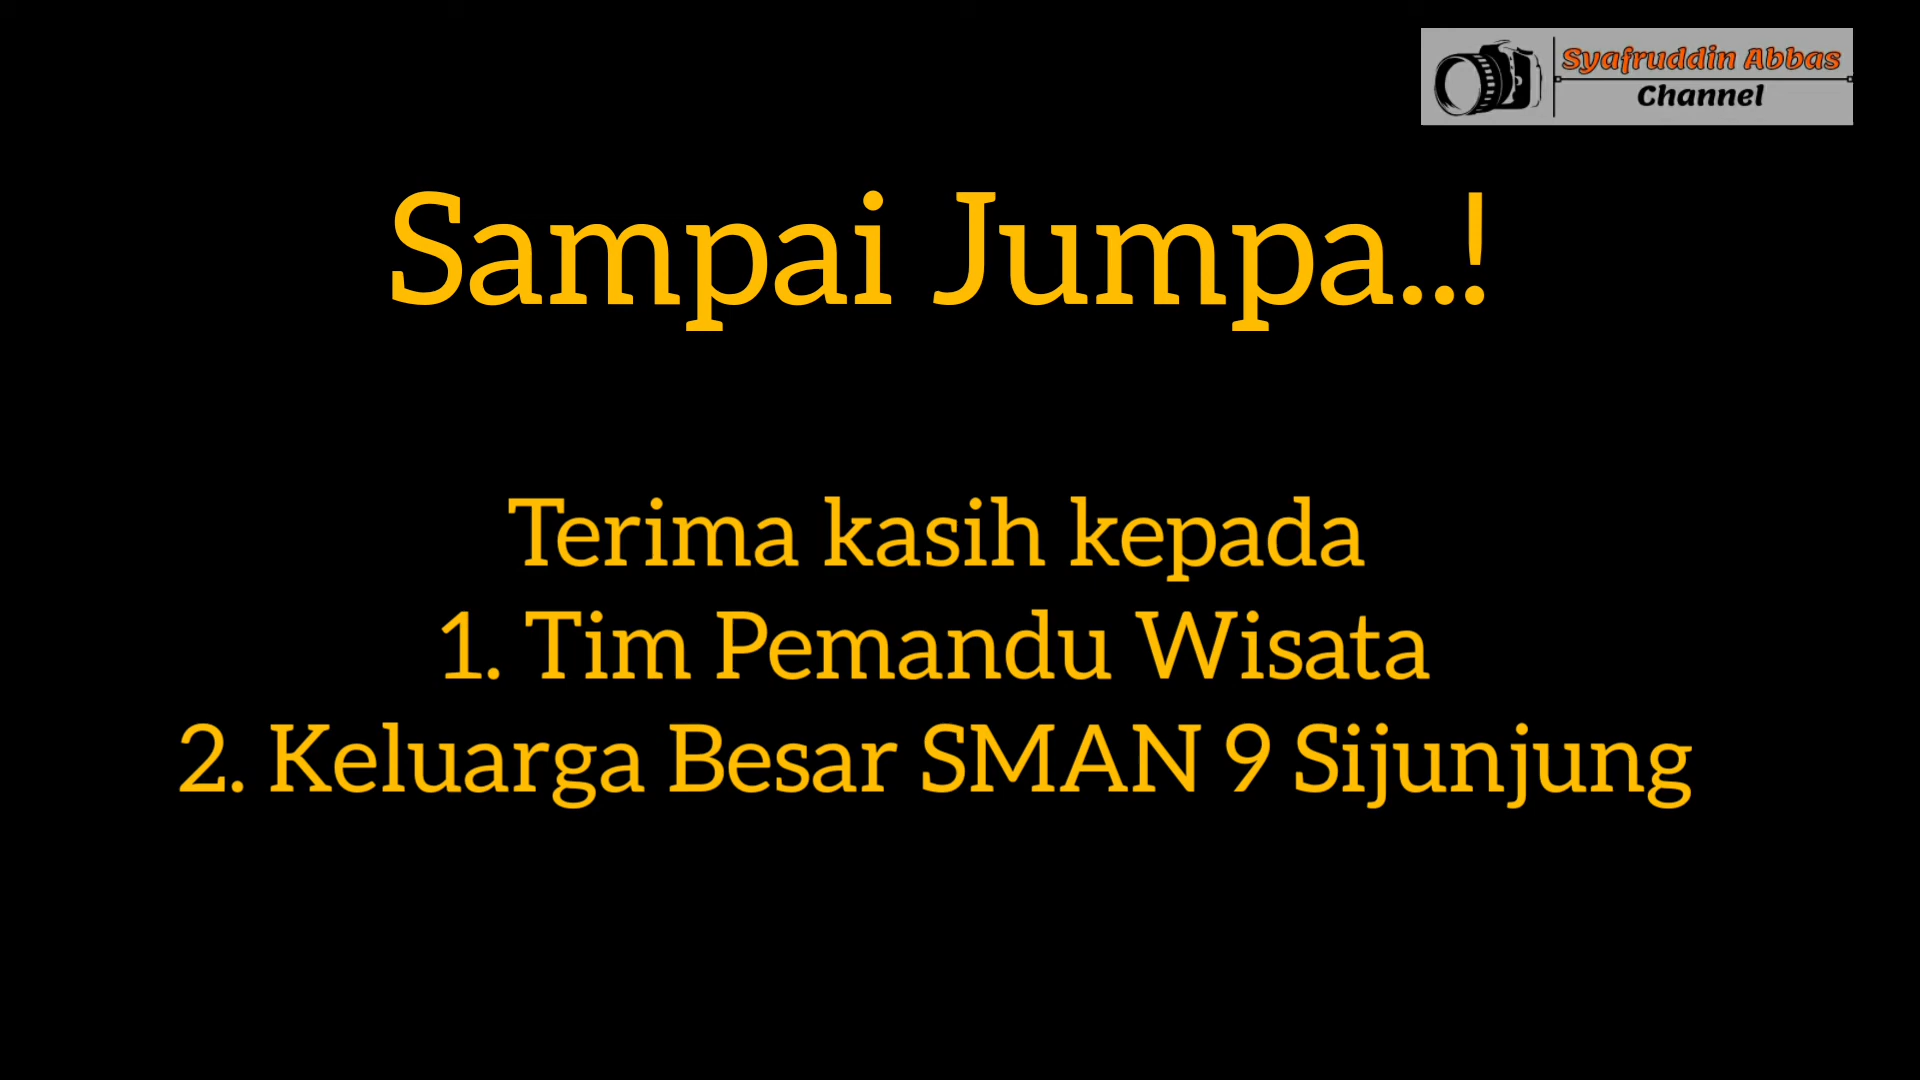 Syafruddin Abbas
Channel
Sampai Jumpa..!
Terima kasih kepada
1. Tim Pemandu Wisata
2. Keluarga Besar SMAN 9 Sijunjung